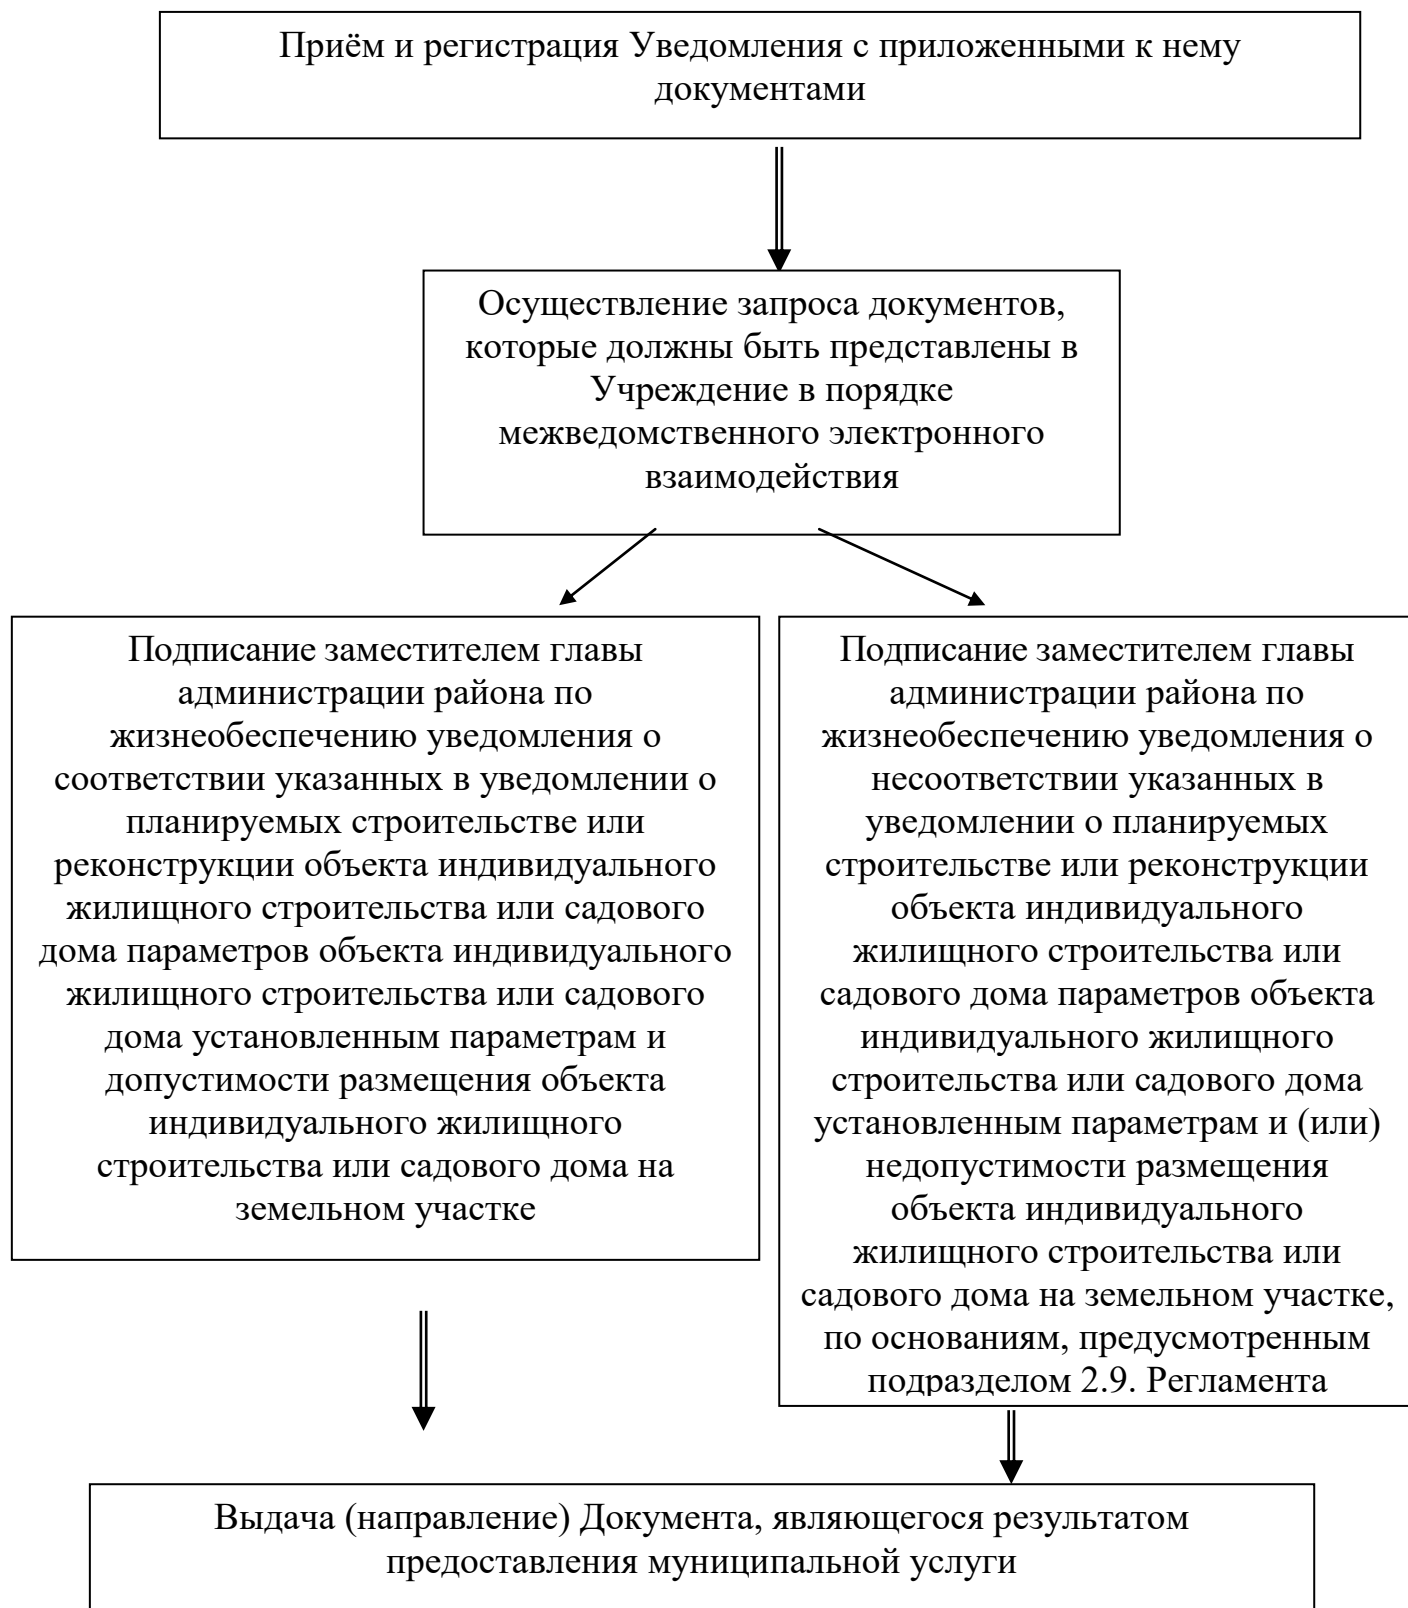 Приём и регистрация Уведомления с приложенными к нему
документами
Осуществление запроса документов,
которые должны быть представлены в
Учреждение в порядке
межведомственного электронного
взаимодействия
Подписание заместителем главы
администрации района по
жизнеобеспечению уведомления о
соответствии указанных в уведомлении о
планируемых строительстве или
реконструкции объекта индивидуального
жилищного строительства или садового
дома параметров объекта индивидуального
жилищного строительства или садового
дома установленным параметрам и
допустимости размещения объекта
индивидуального жилищного
строительства или садового дома на
земельном участке
Подписание заместителем главы
администрации района по
жизнеобеспечению уведомления о
несоответствии указанных в
уведомлении о планируемых
строительстве или реконструкции
объекта индивидуального
жилищного строительства или
садового дома параметров объекта
индивидуального жилищного
строительства или садового дома
установленным параметрам и (или)
недопустимости размещения
объекта индивидуального
жилищного строительства или
садового дома на земельном участке,
по основаниям, предусмотренным
подразделом 2.9. Регламента
Выдача (направление) Документа, являющегося результатом
предоставления муниципальной услуги